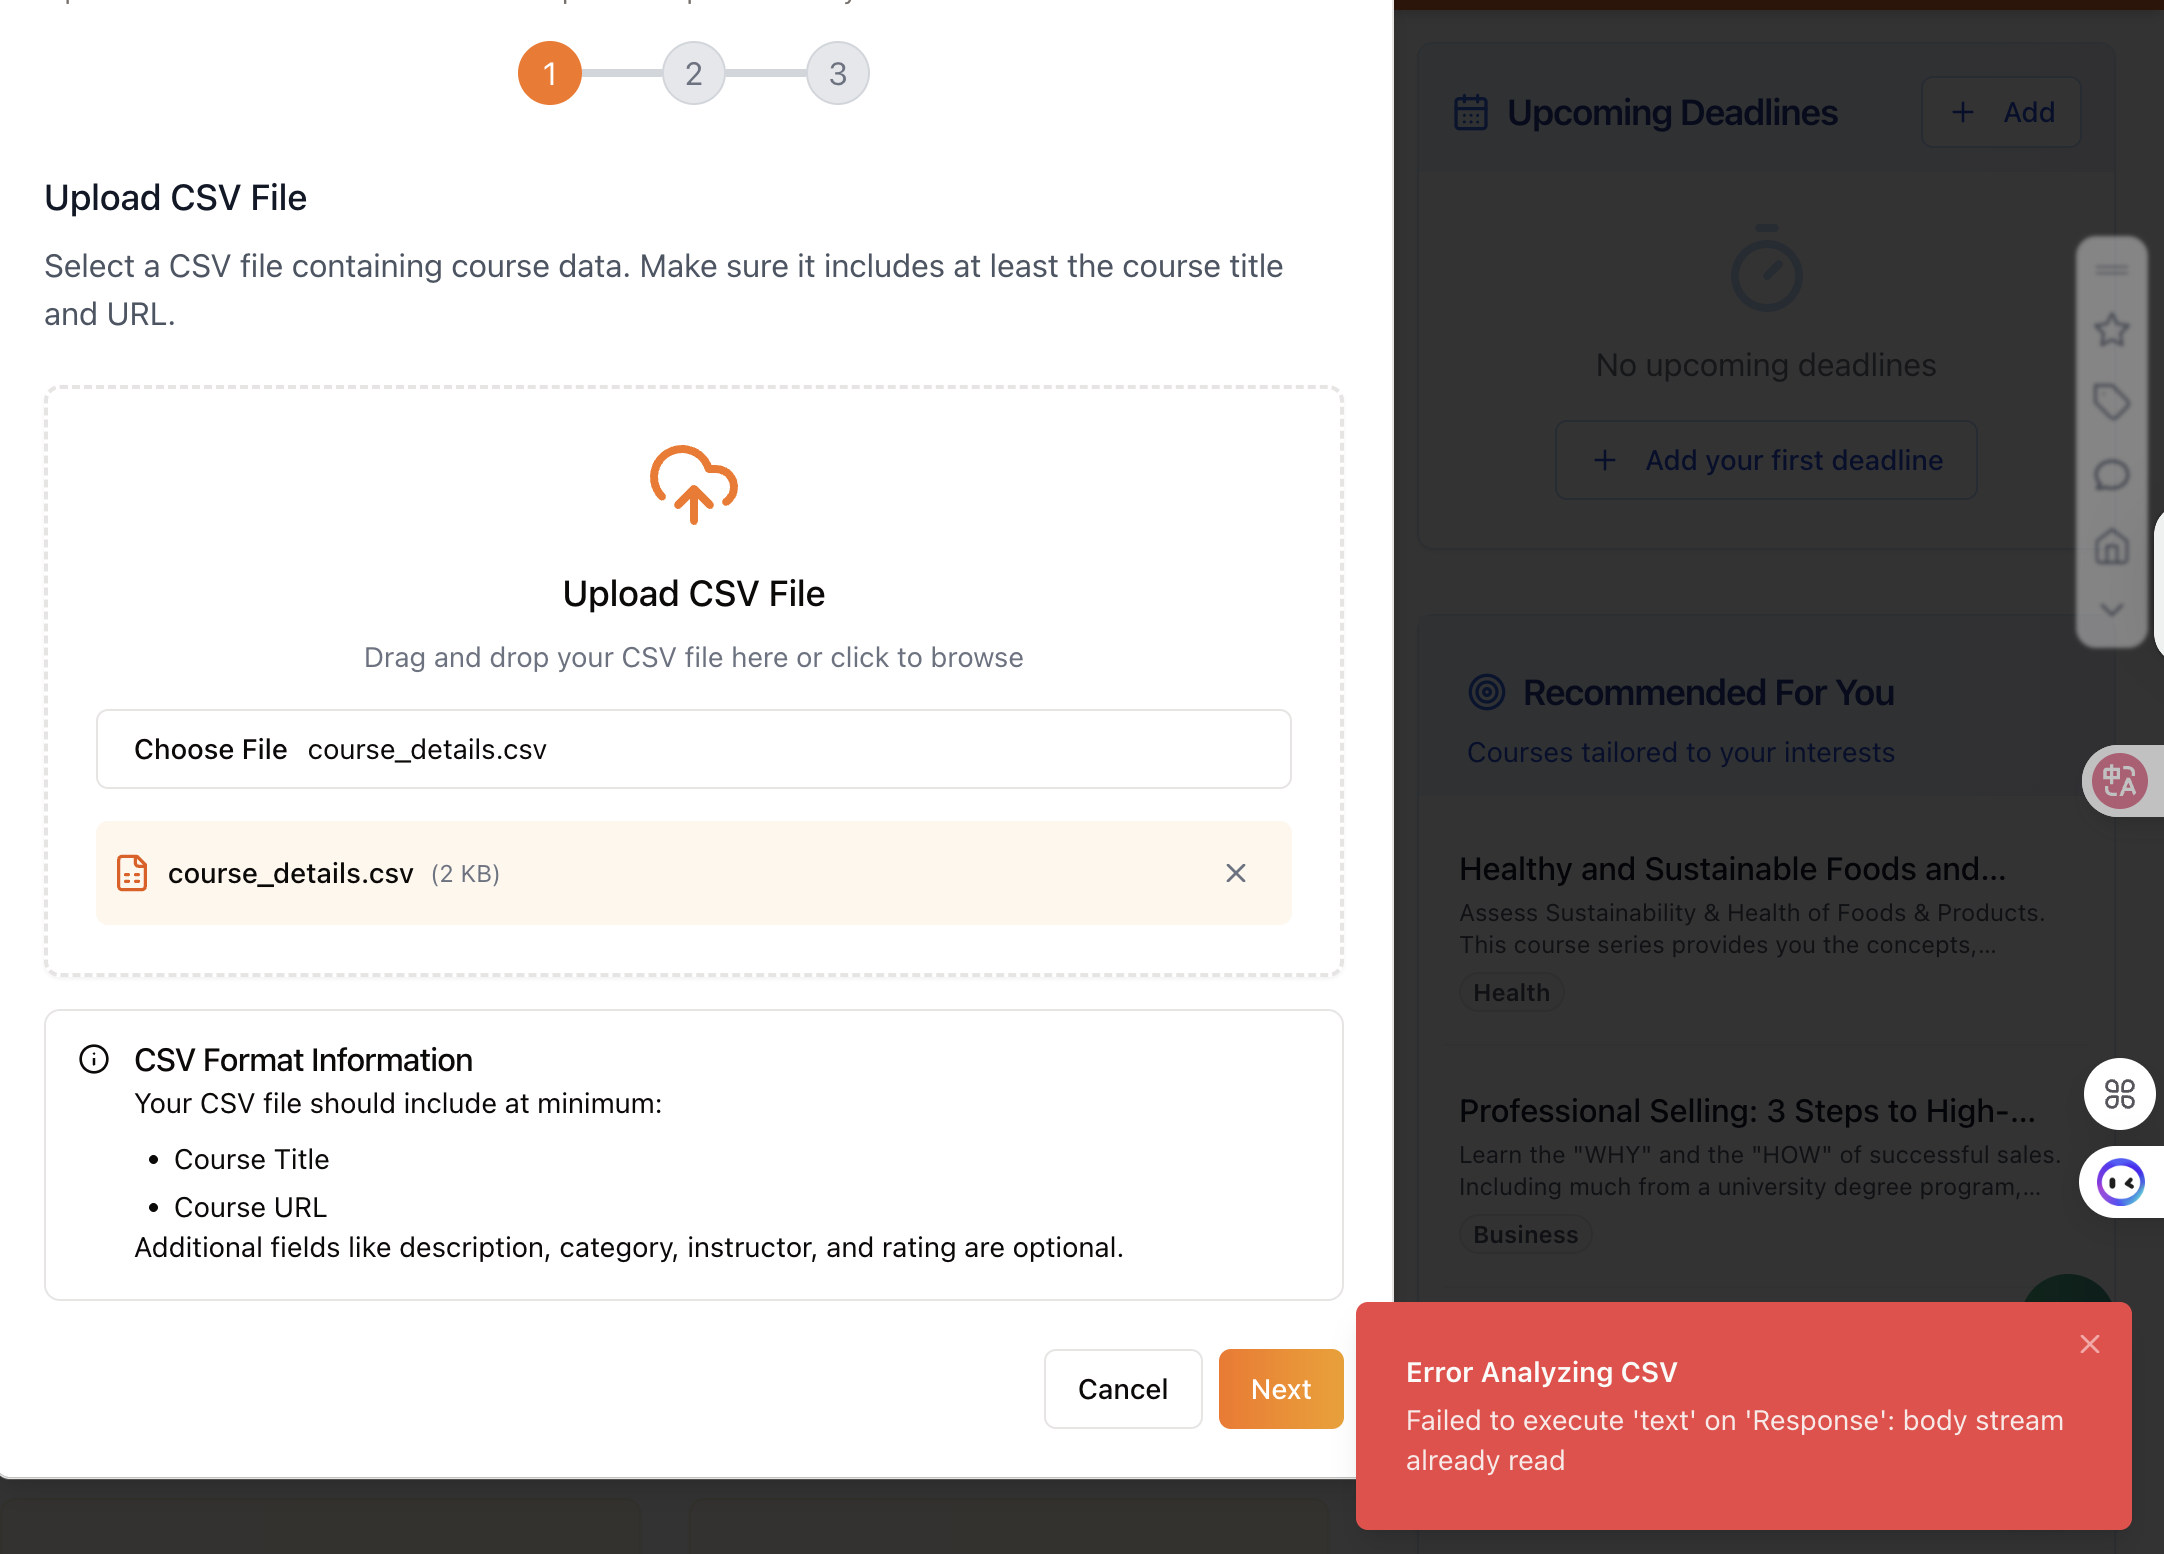 1
2
3
Upload CSV File
Select a CSV file containing course data. Make sure it includes at least the course title
and URL.
Upload CSV File
Drag and drop your CSV file here or click to browse
Choose File course_details.csv
course_details.csv (2 KB)
CSV Format Information
Your CSV file should include at minimum:
• Course Title
• Course URL
Additional fields like description, category, instructor, and rating are optional.
Cancel
Next
Upcoming Deadlines
+ Add
No upcoming deadlines
+ Add your first deadline
Recommended For You
Courses tailored to your interests
Healthy and Sustainable Foods and...
Assess Sustainability & Health of Foods & Products.
This course series provides you the concepts,...
Health
Professional Selling: 3 Steps to High-...
Learn the "WHY" and the "HOW" of successful sales.
Including much from a university degree program,...
Business
中A
Error Analyzing CSV
Failed to execute 'text' on 'Response': body stream
already read